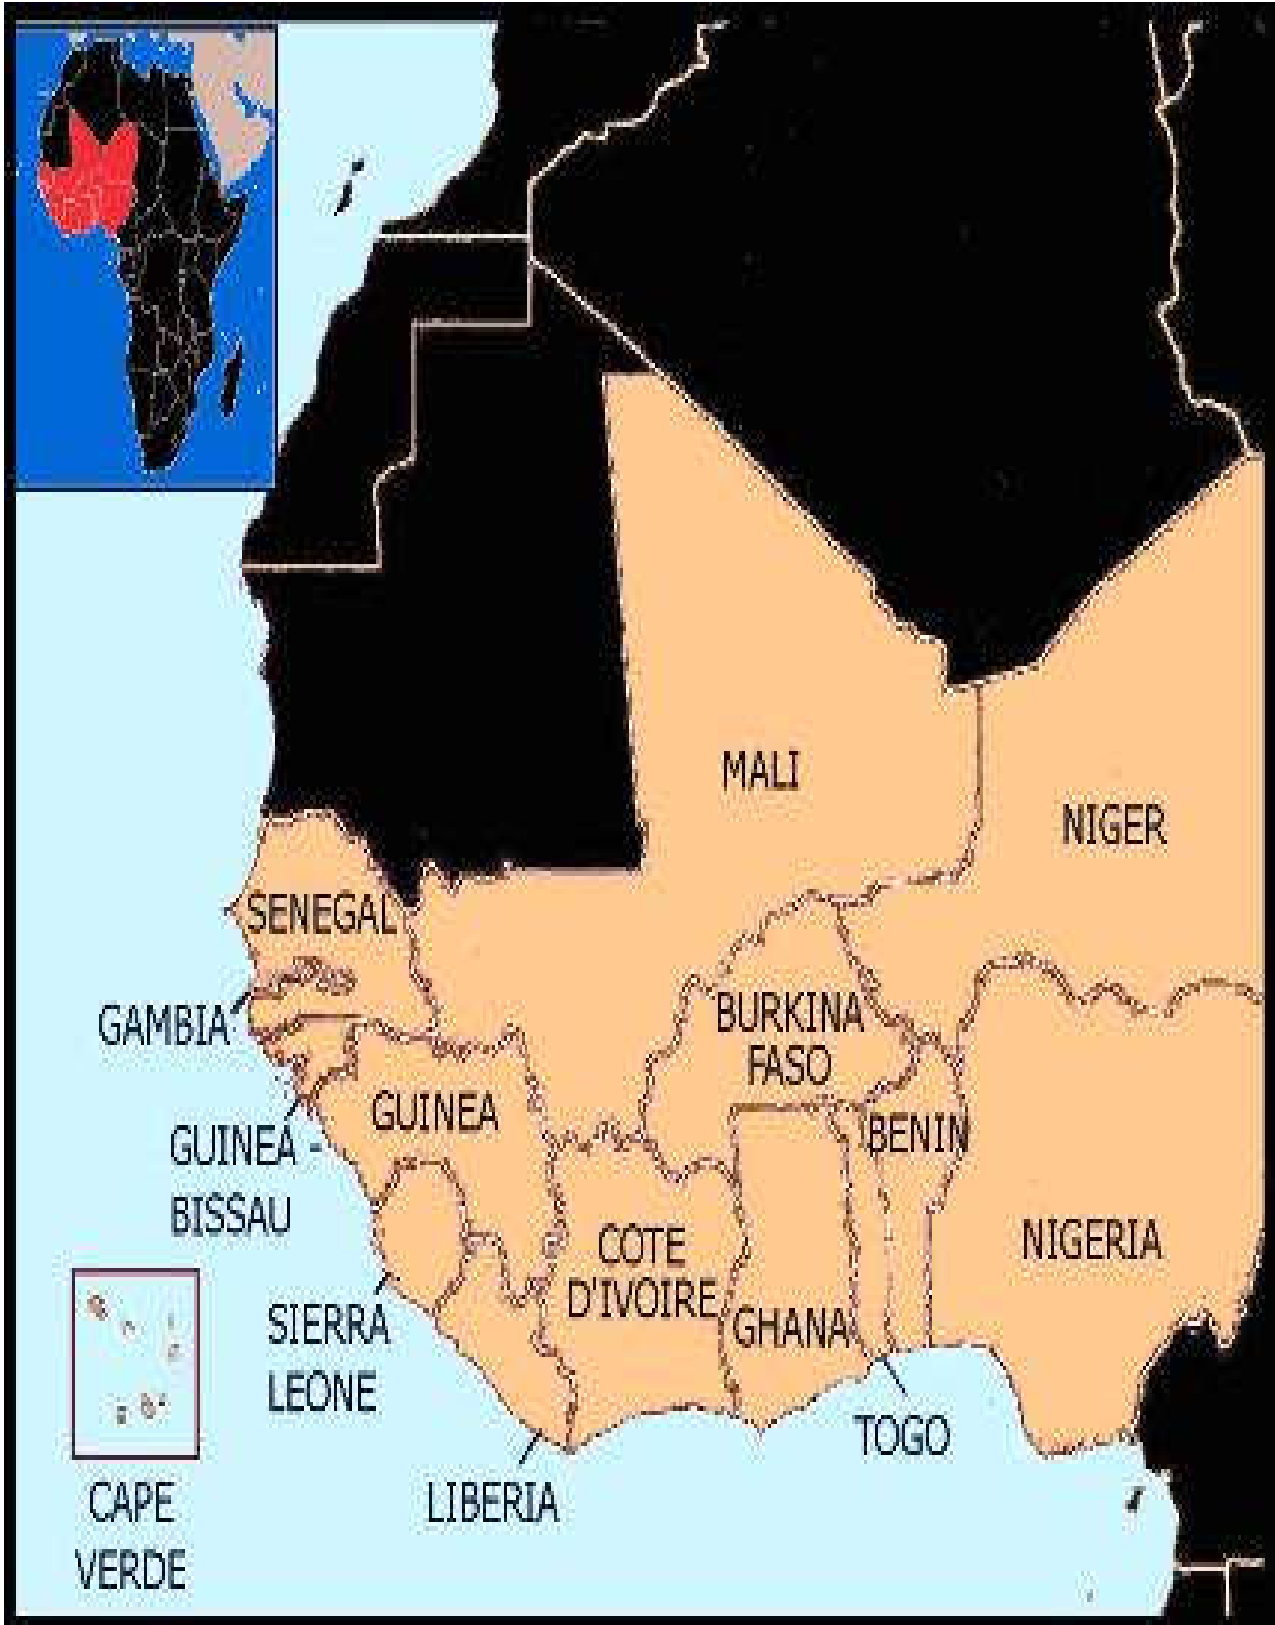 MALI
NIGER
SENEGAL
GAMBIA
BURKINA
FASO
GUINEA
BENIN
GUINEA -
BISSAU
COTE
D'IVOIRE
NIGERIA
SIERRA
LEONE
GHANA
TOGO
LIBERIA
CAPE
VERDE